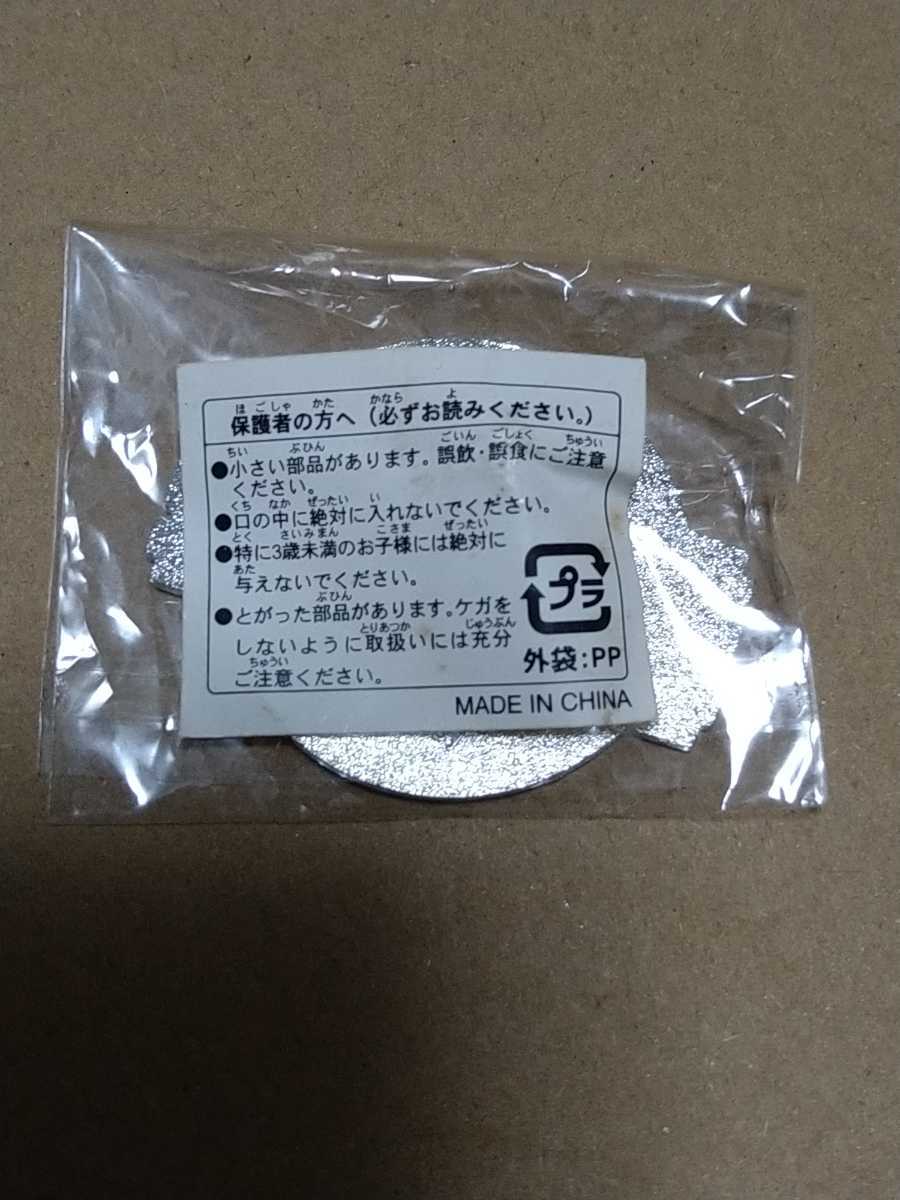 保護者の方へ(必ずお読みください。)
●小さい部品があります。誤飲・誤食にご注意
ください。
●口の中に絶対に入れないでください。
●特に3歳未満のお子様には絶対に
与えないでください。
●とがった部品があります。ケガを
しないように取扱いには充分
ご注意ください。
プラ
外袋:PP
MADE IN CHINA